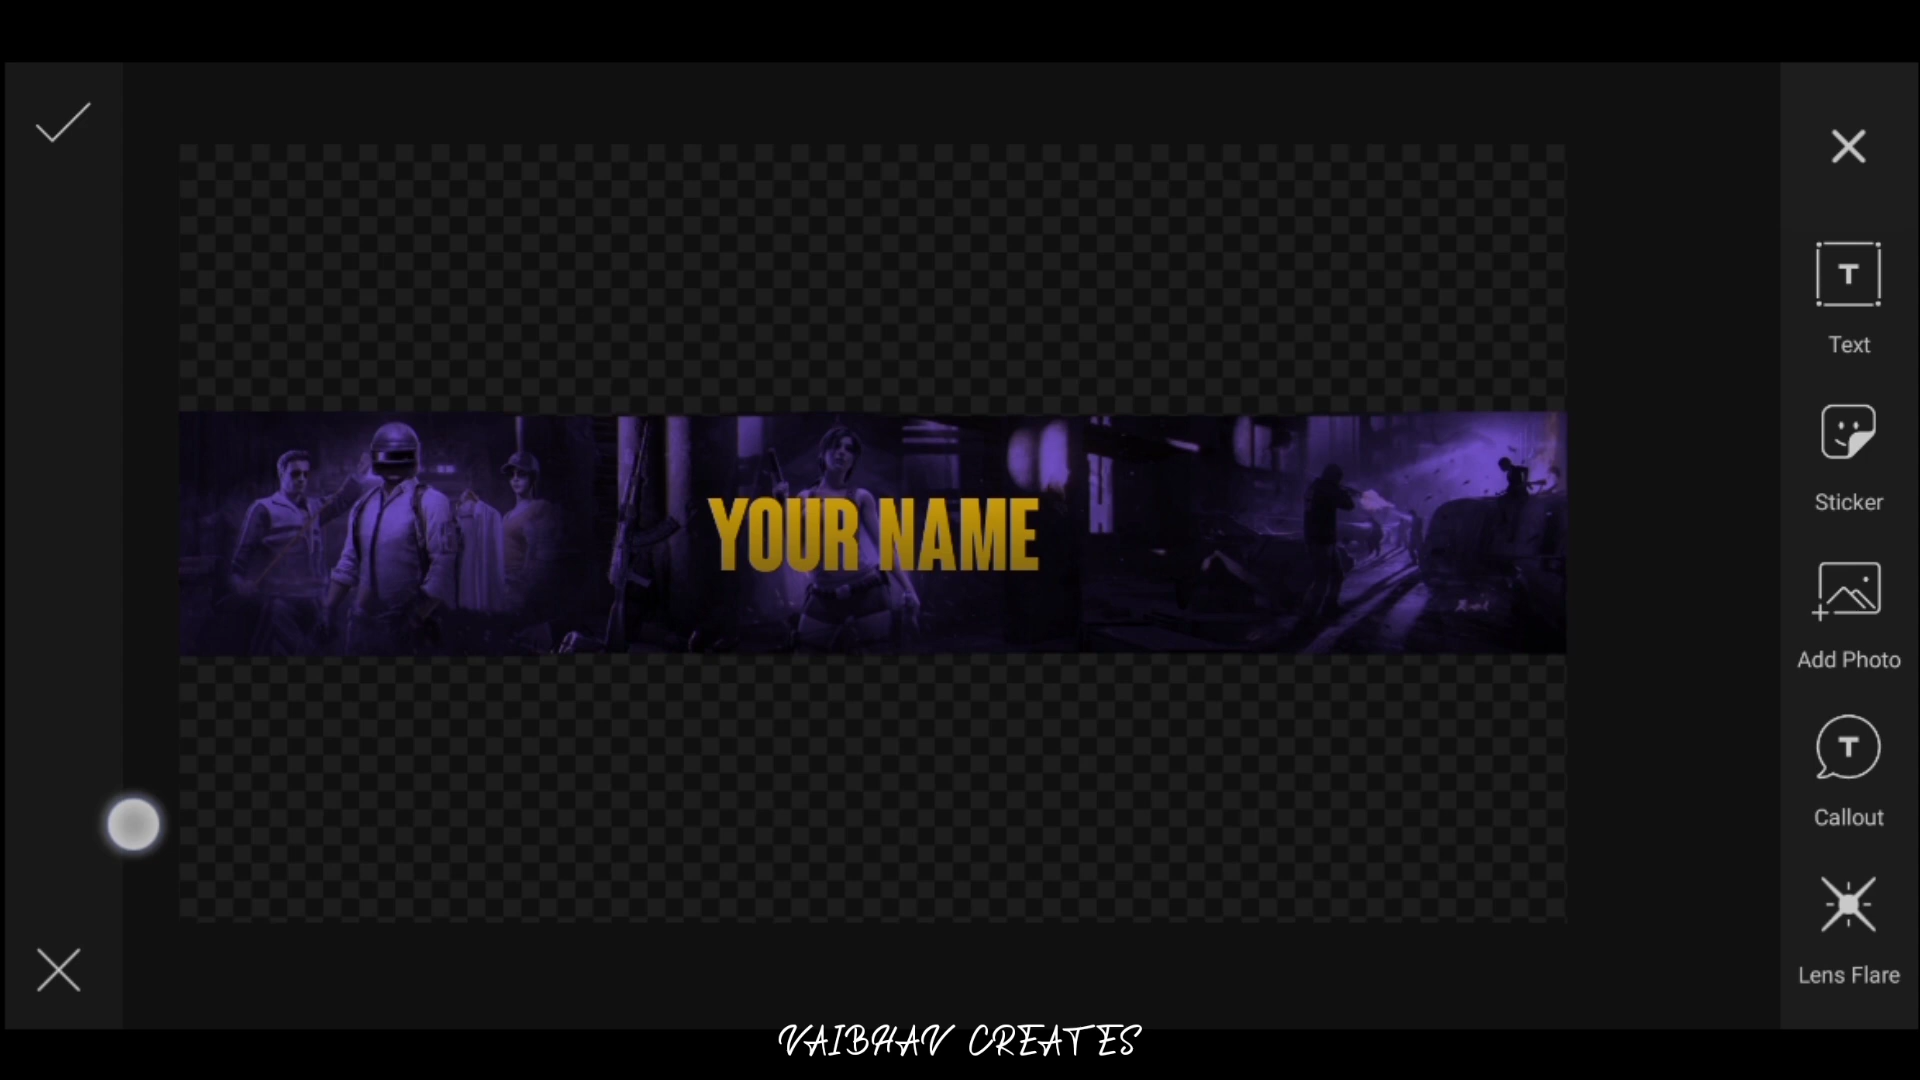 T
Text
Sticker
Add Photo
T
Callout
Lens Flare
YOUR NAME
VAIBHAV CREATES